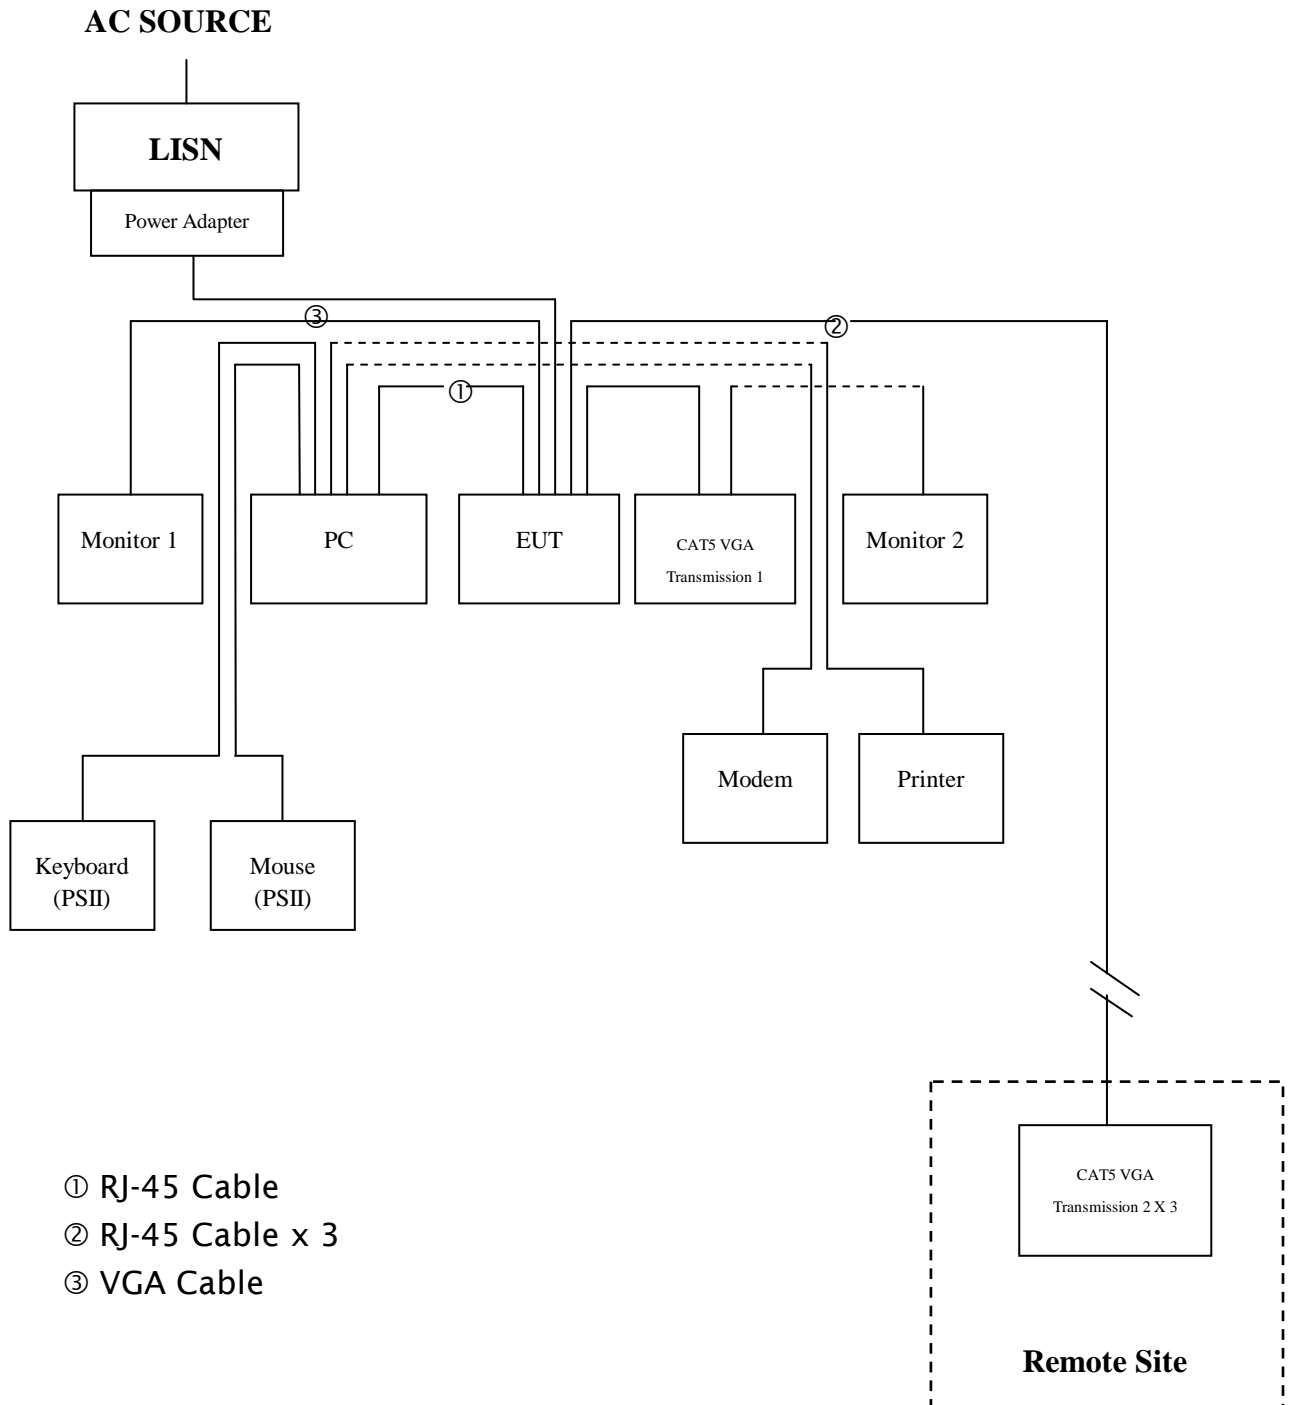 AC SOURCE
LISN
Power Adapter
③
②
①
Monitor 1
PC
EUT
CAT5 VGA
Transmission 1
Monitor 2
Modem
Printer
Keyboard
(PSII)
Mouse
(PSII)
CAT5 VGA
Transmission 2 X 3
① RJ-45 Cable
② RJ-45 Cable x 3
③ VGA Cable
Remote Site